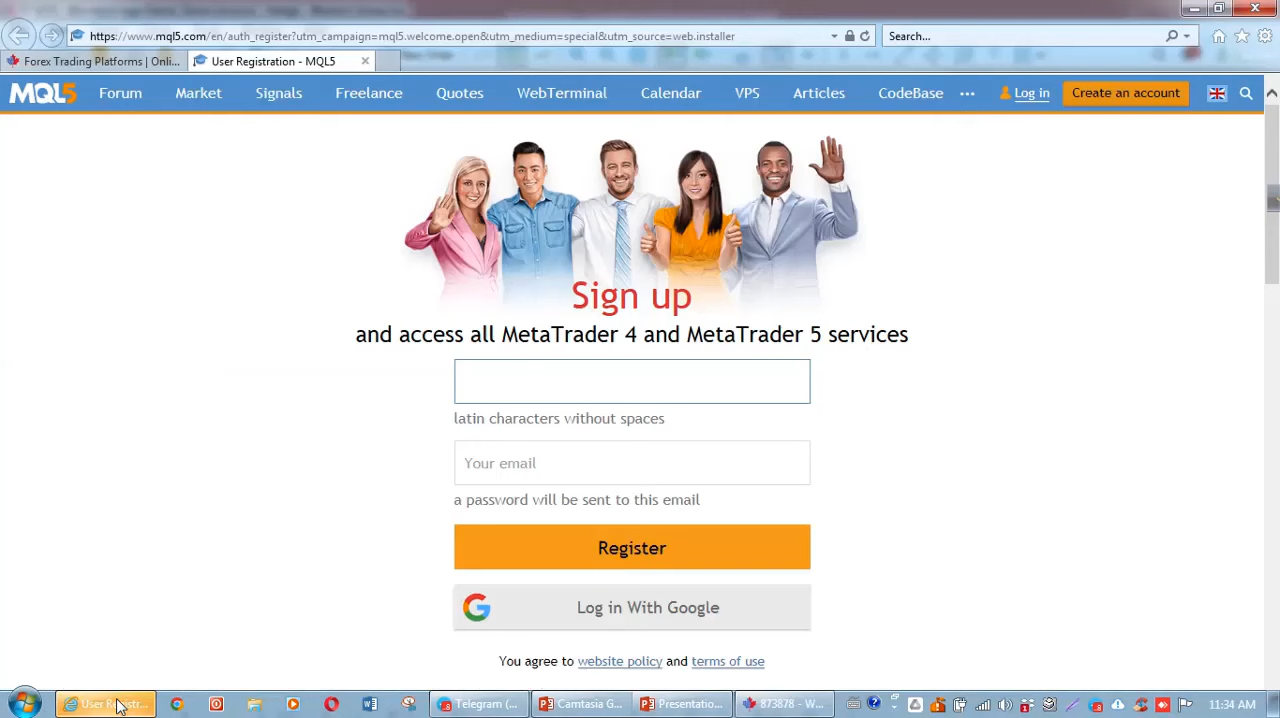 https://www.mql5.com/en/auth_register?utm_campaign=mql5.welcome.open&utm_medium=special&utm_source=web.installer
Search...
Forex Trading Platforms | Onli...
User Registration - MQL5
MQL5
Forum
Market
Signals
Freelance
Quotes
WebTerminal
Calendar
VPS
Articles
CodeBase
Log in
Create an account
Sign up
and access all MetaTrader 4 and MetaTrader 5 services
latin characters without spaces
Your email
a password will be sent to this email
Register
Log in With Google
You agree to website policy and terms of use
User Registr...
Telegram (...
Camtasia G...
Presentatio...
873878 - W...
11:34 AM